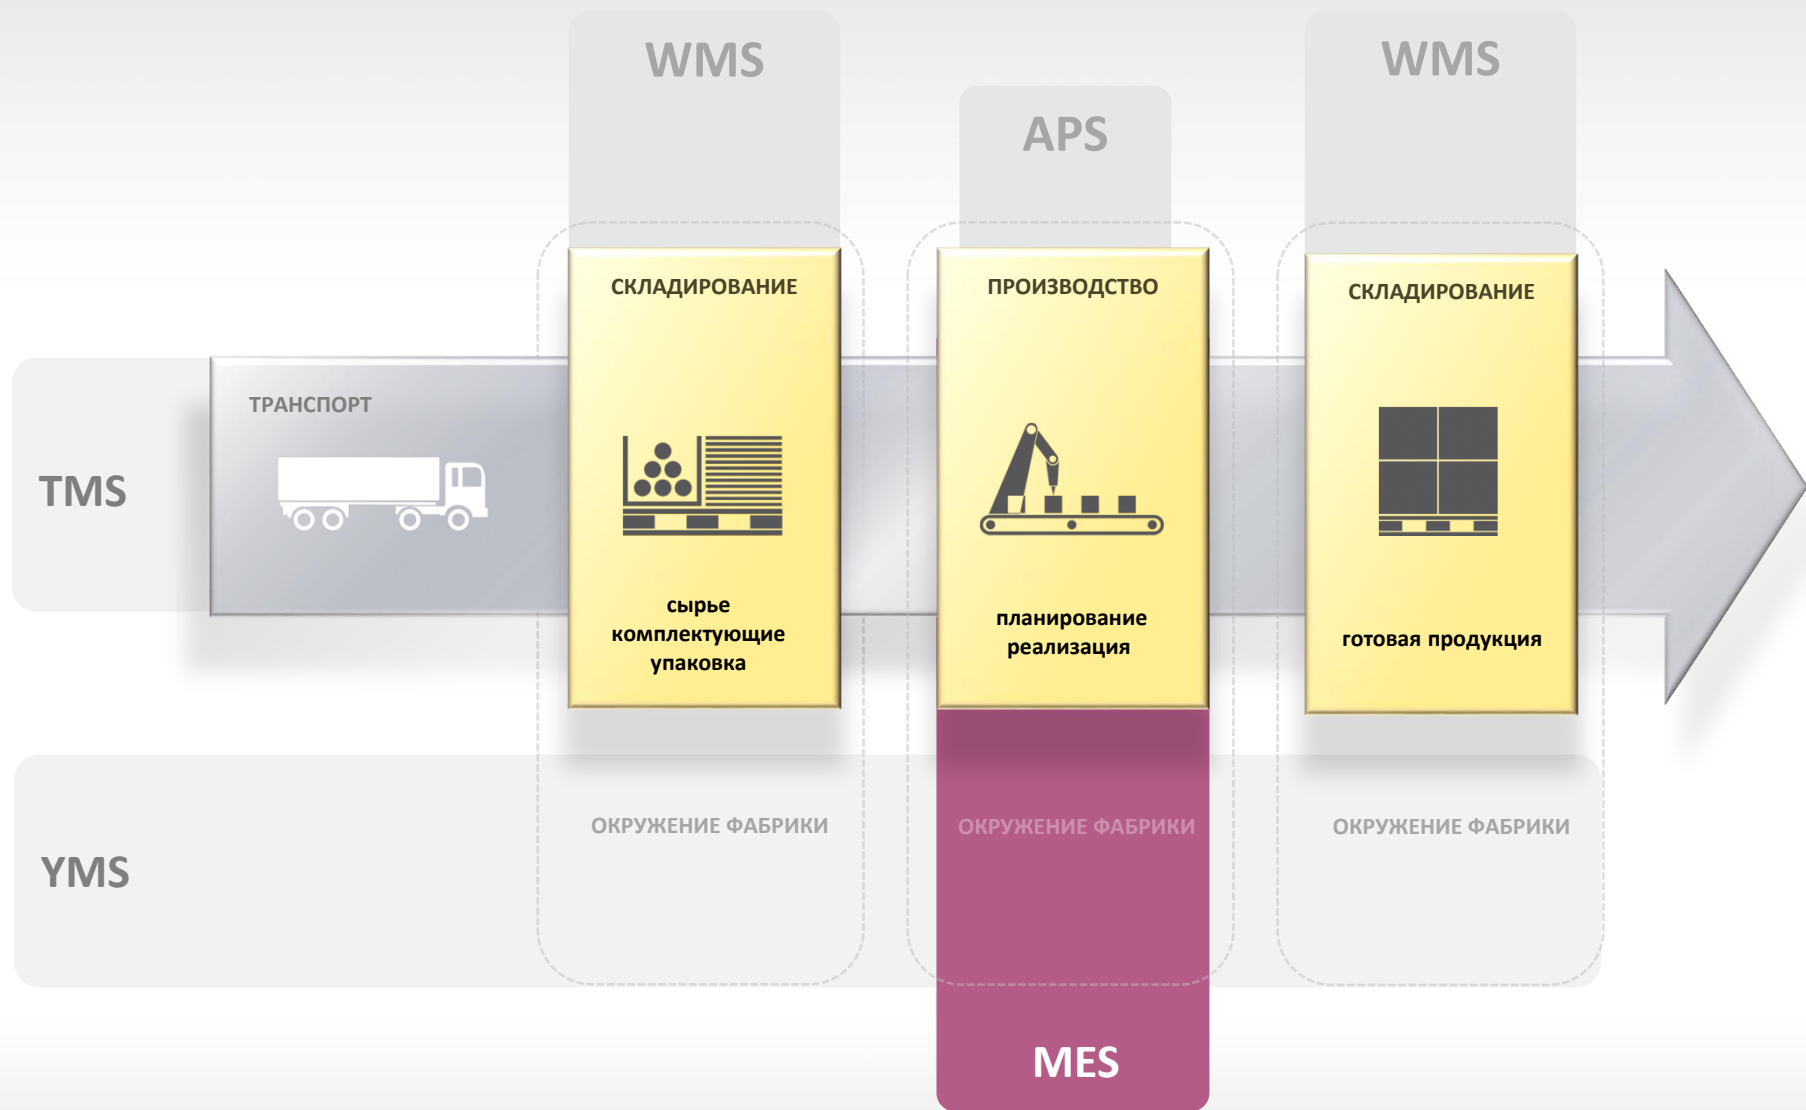 WMS
WMS
APS
СКЛАДИРОВАНИЕ
ПРОИЗВОДСТВО
СКЛАДИРОВАНИЕ
ТРАНСПОРТ
TMS
сырье
комплектующие
упаковка
планирование
реализация
готовая продукция
ОКРУЖЕНИЕ ФАБРИКИ
ОКРУЖЕНИЕ ФАБРИКИ
ОКРУЖЕНИЕ ФАБРИКИ
YMS
MES